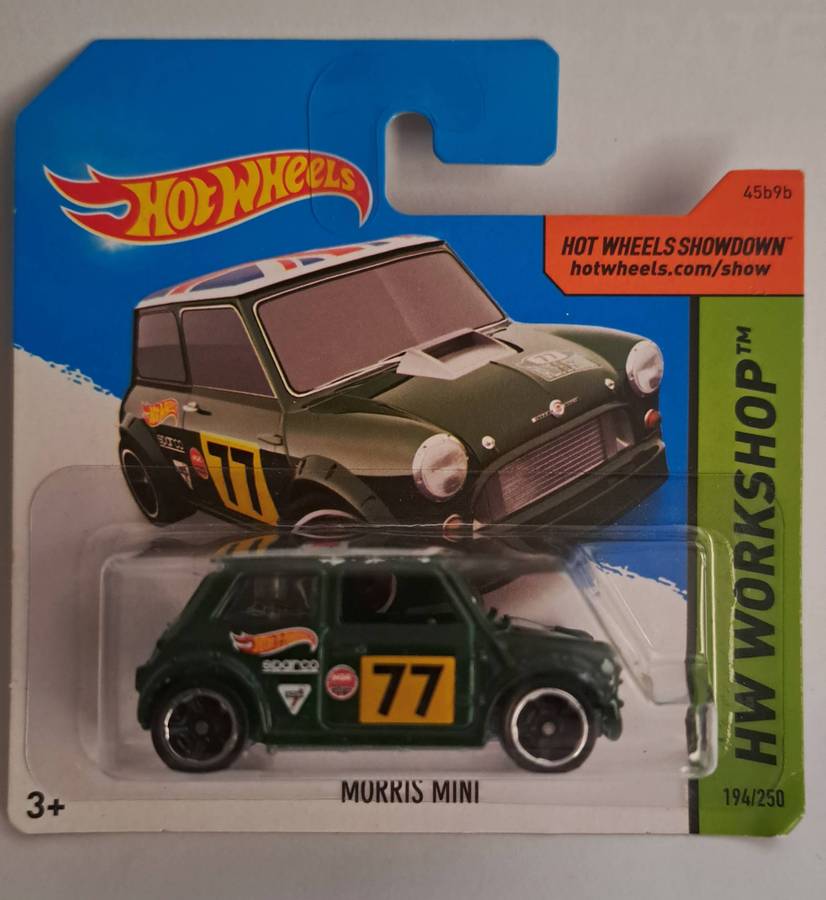 HOT WHEELS
45b9b
HOT WHEELS SHOWDOWN™
hotwheels.com/show
HW WORKSHOP™
sparco
77
sparco
77
MORRIS MINI
3+
194/250